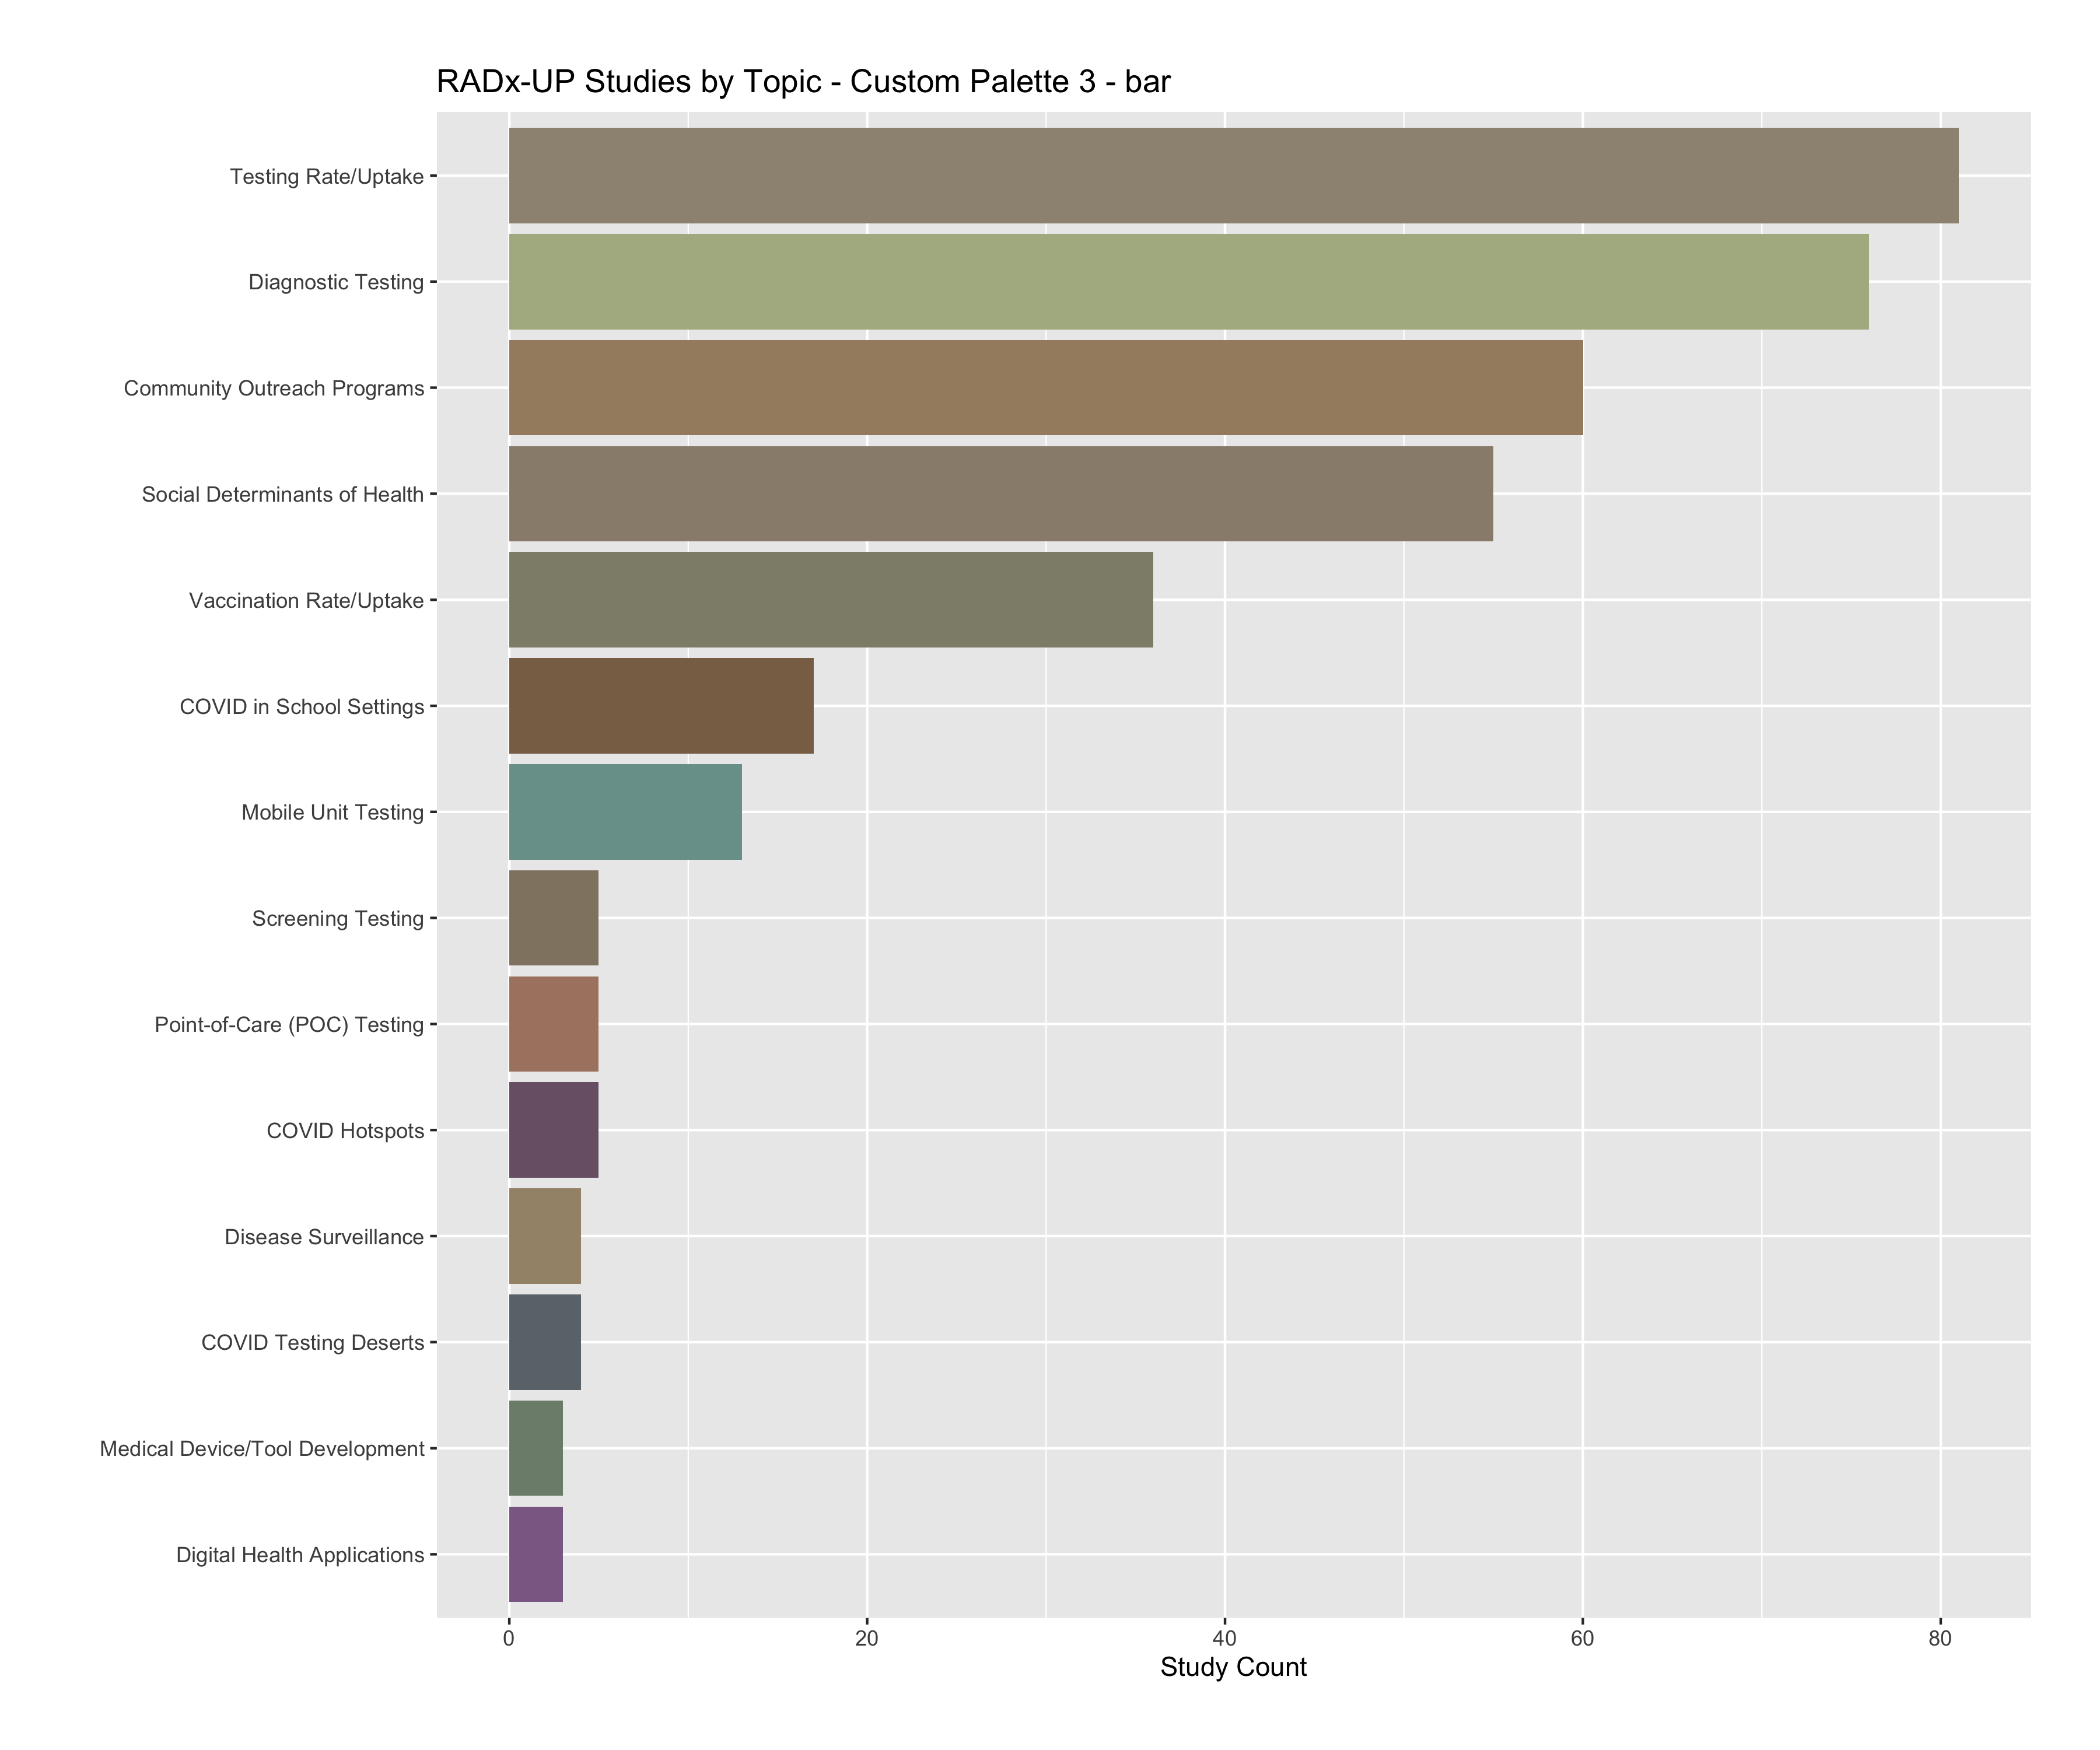 RADx-UP Studies by Topic - Custom Palette 3 - bar
Testing Rate/Uptake
Diagnostic Testing
Community Outreach Programs
Social Determinants of Health
Vaccination Rate/Uptake
COVID in School Settings
Mobile Unit Testing
Screening Testing
Point-of-Care (POC) Testing
COVID Hotspots
Disease Surveillance
COVID Testing Deserts
Medical Device/Tool Development
Digital Health Applications
0 20 40 60 80
Study Count